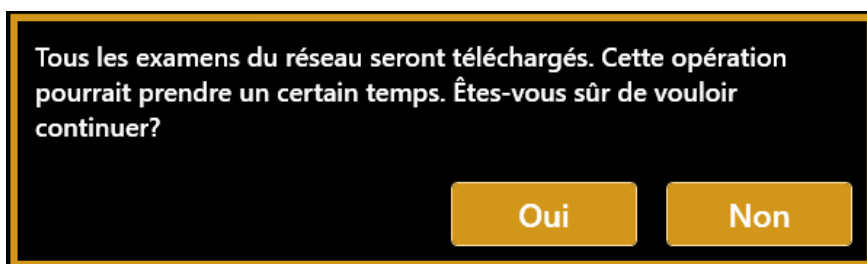 Tous les examens du réseau seront téléchargés. Cette opération
pourrait prendre un certain temps. Êtes-vous sûr de vouloir
continuer?
Oui Non